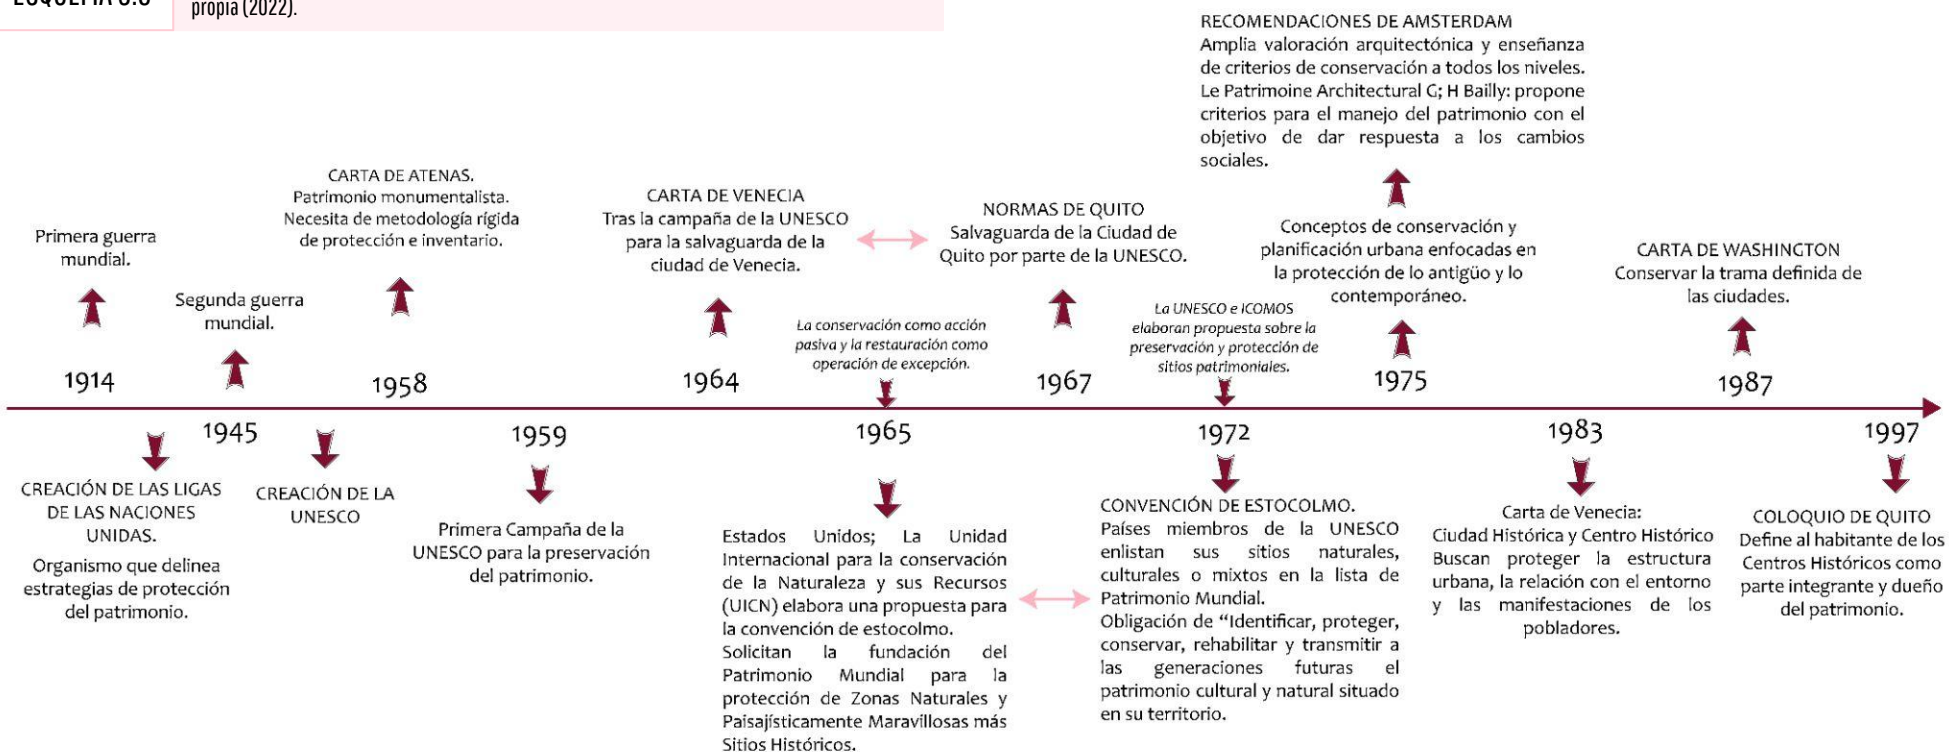 ESQUEMA 3.3
propia (2022).
Primera guerra
mundial.
1914
CREACIÓN DE LAS LIGAS
DE LAS NACIONES
UNIDAS.
Organismo que delinea
estrategias de protección
del patrimonio.
Segunda guerra
mundial.
1945
CREACIÓN DE LA
UNESCO
CARTA DE ATENAS.
Patrimonio monumentalista.
Necesita de metodología rígida
de protección e inventario.
1958
1959
Primera Campaña de la
UNESCO para la preservación
del patrimonio.
CARTA DE VENECIA
Tras la campaña de la UNESCO
para la salvaguarda de la
ciudad de Venecia.
1964
La conservación como acción
pasiva y la restauración como
operación de excepción.
1965
Estados Unidos; La Unidad
Internacional para la conservación
de la Naturaleza y sus Recursos
(UICN) elabora una propuesta para
la convención de estocolmo.
Solicitan la fundación del
Patrimonio Mundial para la
protección de Zonas Naturales y
Paisajísticamente Maravillosas más
Sitios Históricos.
NORMAS DE QUITO
Salvaguarda de la Ciudad de
Quito por parte de la UNESCO.
1967
La UNESCO e ICOMOS
elaboran propuesta sobre la
preservación y protección de
sitios patrimoniales.
1972
CONVENCIÓN DE ESTOCOLMO.
Países miembros de la UNESCO
enlistan sus sitios naturales,
culturales o mixtos en la lista de
Patrimonio Mundial.
Obligación de “Identificar, proteger,
conservar, rehabilitar y transmitir a
las generaciones futuras el
patrimonio cultural y natural situado
en su territorio.
RECOMENDACIONES DE AMSTERDAM
Amplia valoración arquitectónica y enseñanza
de criterios de conservación a todos los niveles.
Le Patrimoine Architectural G; H Bailly: propone
criterios para el manejo del patrimonio con el
objetivo de dar respuesta a los cambios
sociales.
Conceptos de conservación y
planificación urbana enfocadas en
la protección de lo antigüo y lo
contemporáneo.
1975
1983
Carta de Venecia:
Ciudad Histórica y Centro Histórico
Buscan proteger la estructura
urbana, la relación con el entorno
y las manifestaciones de los
pobladores.
CARTA DE WASHINGTON
Conservar la trama definida de
las ciudades.
1987
1997
COLOQUIO DE QUITO
Define al habitante de los
Centros Históricos como
parte integrante y dueño
del patrimonio.